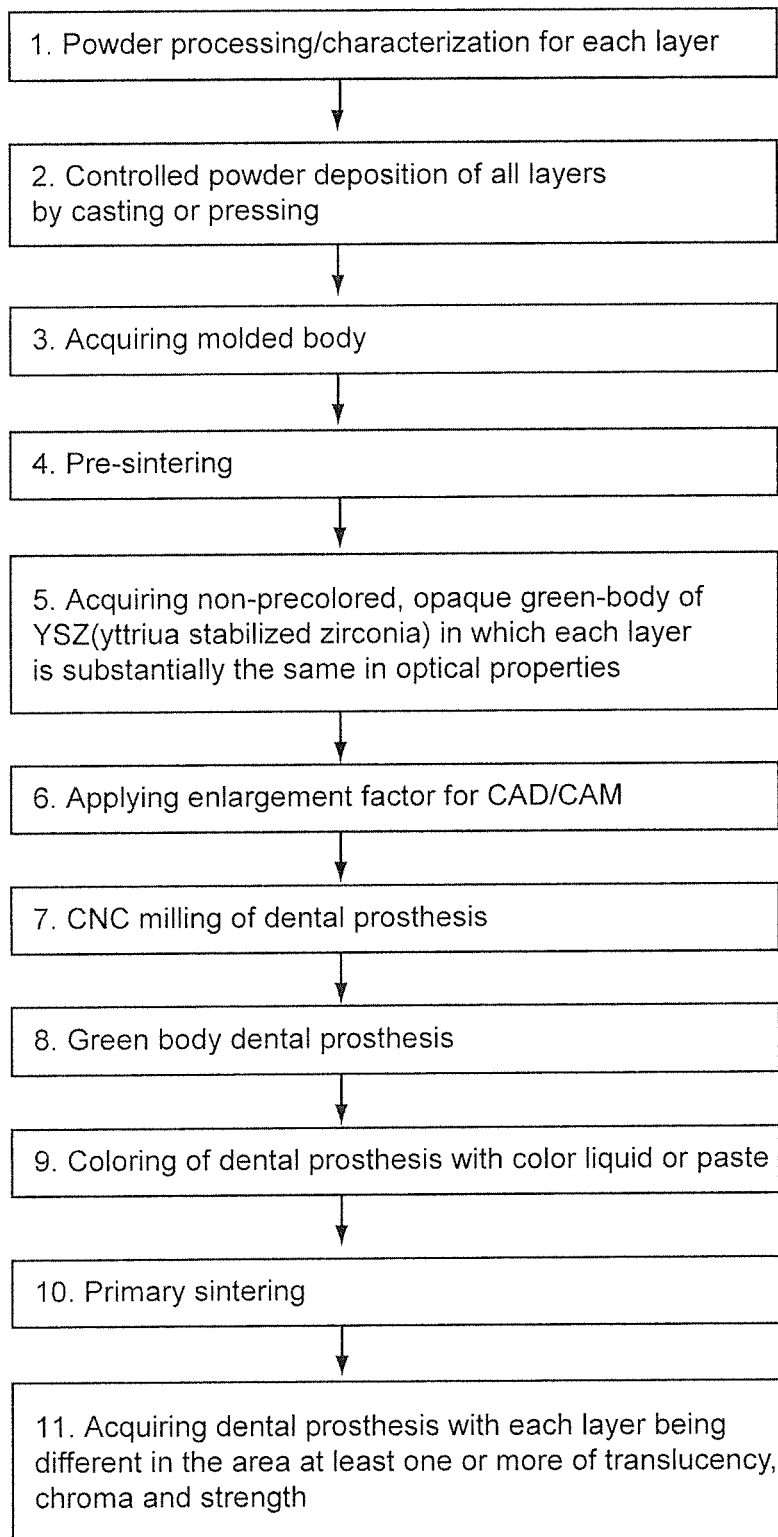 1. Powder processing/characterization for each layer
2. Controlled powder deposition of all layers
by casting or pressing
3. Acquiring molded body
4. Pre-sintering
5. Acquiring non-precolored, opaque green-body of
YSZ(yttriua stabilized zirconia) in which each layer
is substantially the same in optical properties
6. Applying enlargement factor for CAD/CAM
7. CNC milling of dental prosthesis
8. Green body dental prosthesis
9. Coloring of dental prosthesis with color liquid or paste
10. Primary sintering
11. Acquiring dental prosthesis with each layer being
different in the area at least one or more of translucency,
chroma and strength